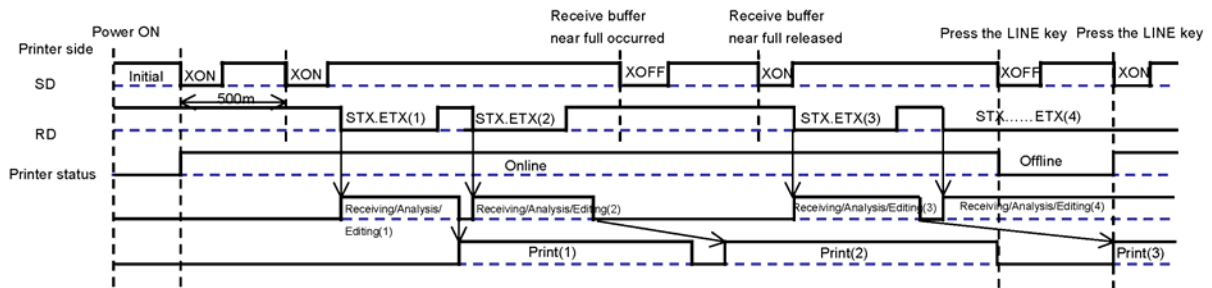 Power ON
Receive buffer
near full occurred
Receive buffer
near full released
Press the LINE key
Press the LINE key
Printer side
SD
Initial
XON
XON
XOFF
XON
XOFF
XON
500m
RD
STX.ETX(1)
STX.ETX(2)
STX.ETX(3)
STX......ETX(4)
Printer status
Online
Offline
Receiving/Analysis/
Editing(1)
Receiving/Analysis/Editing(2)
Receiving/Analysis/Editing(3)
Receiving/Analysis/Editing(4)
Print(1)
Print(2)
Print(3)